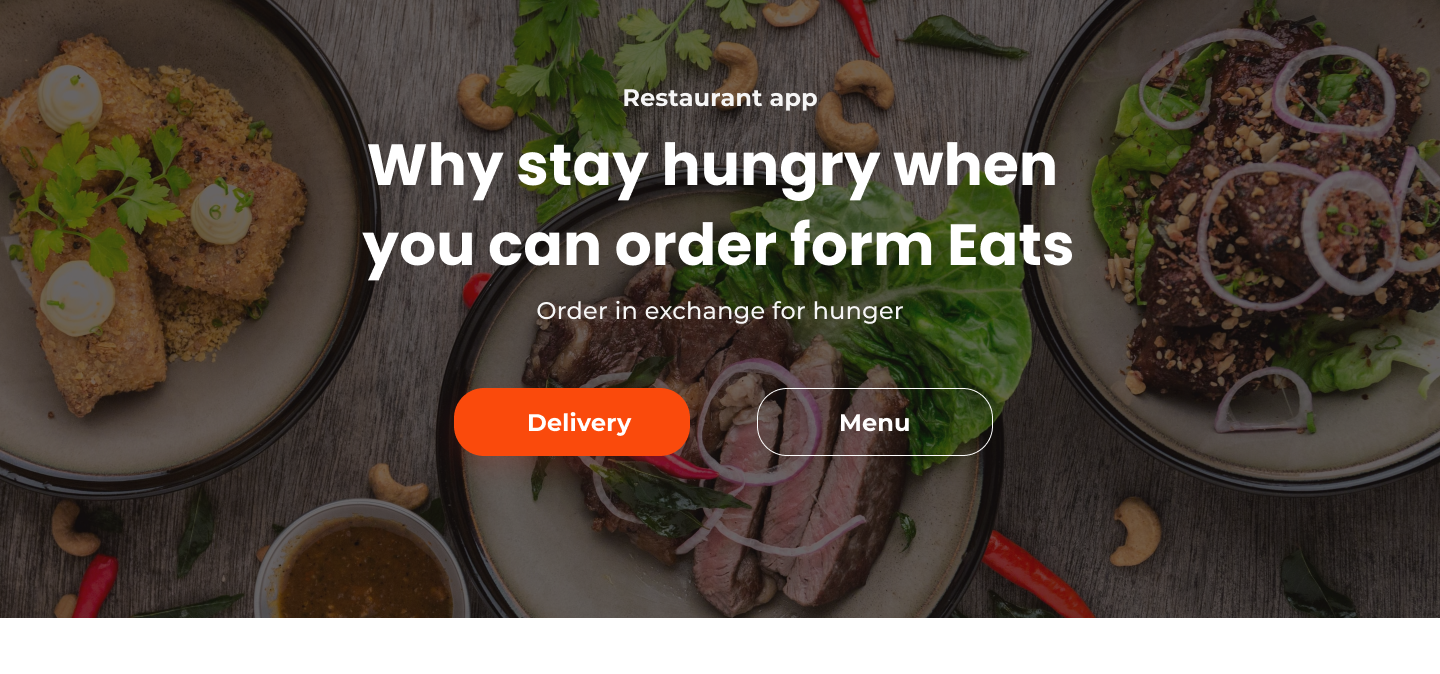 Restaurant app
Why stay hungry when
you can order form Eats
Order in exchange for hunger
Delivery
Menu